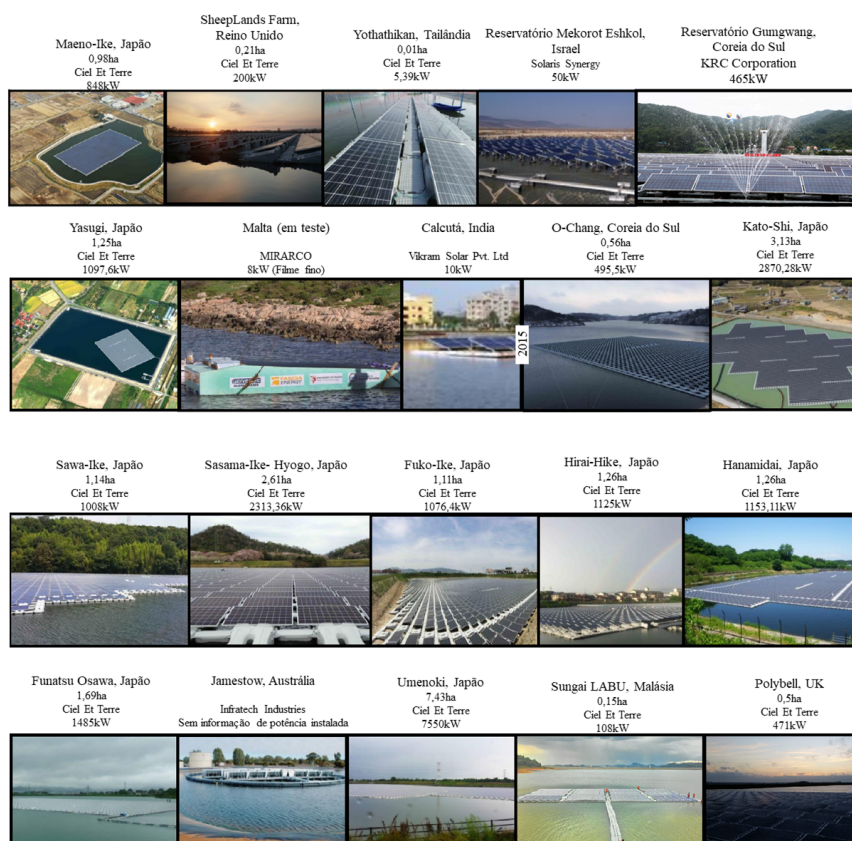 Maeno-Ike, Japão
0,98ha
Ciel Et Terre
848kW
SheepLands Farm,
Reino Unido
0,21ha
Ciel Et Terre
200kW
Yothathikan, Tailândia
0,01ha
Ciel Et Terre
5,39kW
Reservatório Mekorot Eshkol,
Israel
Solaris Synergy
50kW
Reservatório Gumgwang,
Coreia do Sul
KRC Corporation
465kW
Yasugi, Japão
1,25ha
Ciel Et Terre
1097,6kW
Malta (em teste)
MIRARCO
8kW (Filme fino)
Calcutá, India
Vikram Solar Pvt. Ltd
10kW
2015
O-Chang, Coreia do Sul
0,56ha
Ciel Et Terre
495,5kW
Kato-Shi, Japão
3,13ha
Ciel Et Terre
2870,28kW
Sawa-Ike, Japão
1,14ha
Ciel Et Terre
1008kW
Sasama-Ike- Hyogo, Japão
2,61ha
Ciel Et Terre
2313,36kW
Fuko-Ike, Japão
1,11ha
Ciel Et Terre
1076,4kW
Hirai-Hike, Japão
1,26ha
Ciel Et Terre
1125kW
Hanamidai, Japão
1,26ha
Ciel Et Terre
1153,11kW
Funatsu Osawa, Japão
1,69ha
Ciel Et Terre
1485kW
Jamestow, Austrália
Infratech Industries
Sem informação de potência instalada
Umenoki, Japão
7,43ha
Ciel Et Terre
7550kW
Sungai LABU, Malásia
0,15ha
Ciel Et Terre
108kW
Polybell, UK
0,5ha
Ciel Et Terre
471kW